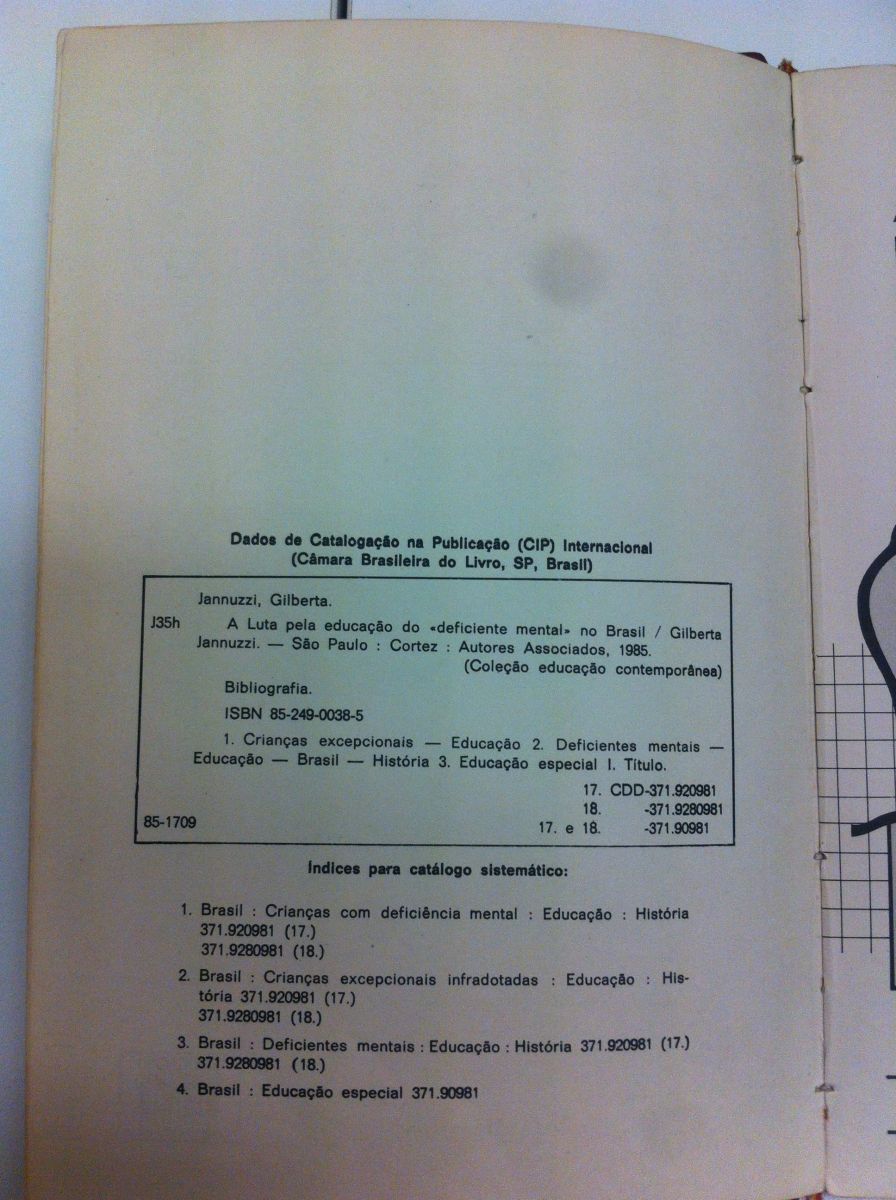 Dados de Catalogação na Publicação (CIP) Internacional
(Câmara Brasileira do Livro, SP, Brasil)
Jannuzzi, Gilberta.
J35h A Luta pela educação do «deficiente mental» no Brasil / Gilberta
Jannuzzi. — São Paulo : Cortez : Autores Associados, 1985.
(Coleção educação contemporânea)
Bibliografia.
ISBN 85-249-0038-5
1. Crianças excepcionais — Educação 2. Deficientes mentais —
Educação — Brasil — História 3. Educação especial I. Título.
17. CDD-371.920981
18. -371.9280981
85-1709 17. e 18. -371.90981
Índices para catálogo sistemático:
1. Brasil : Crianças com deficiência mental : Educação : História
371.920981 (17.)
371.9280981 (18.)
2. Brasil : Crianças excepcionais infradotadas : Educação : His-
tória 371.920981 (17.)
371.9280981 (18.)
3. Brasil : Deficientes mentais : Educação : História 371.920981 (17.)
371.9280981 (18.)
4. Brasil : Educação especial 371.90981